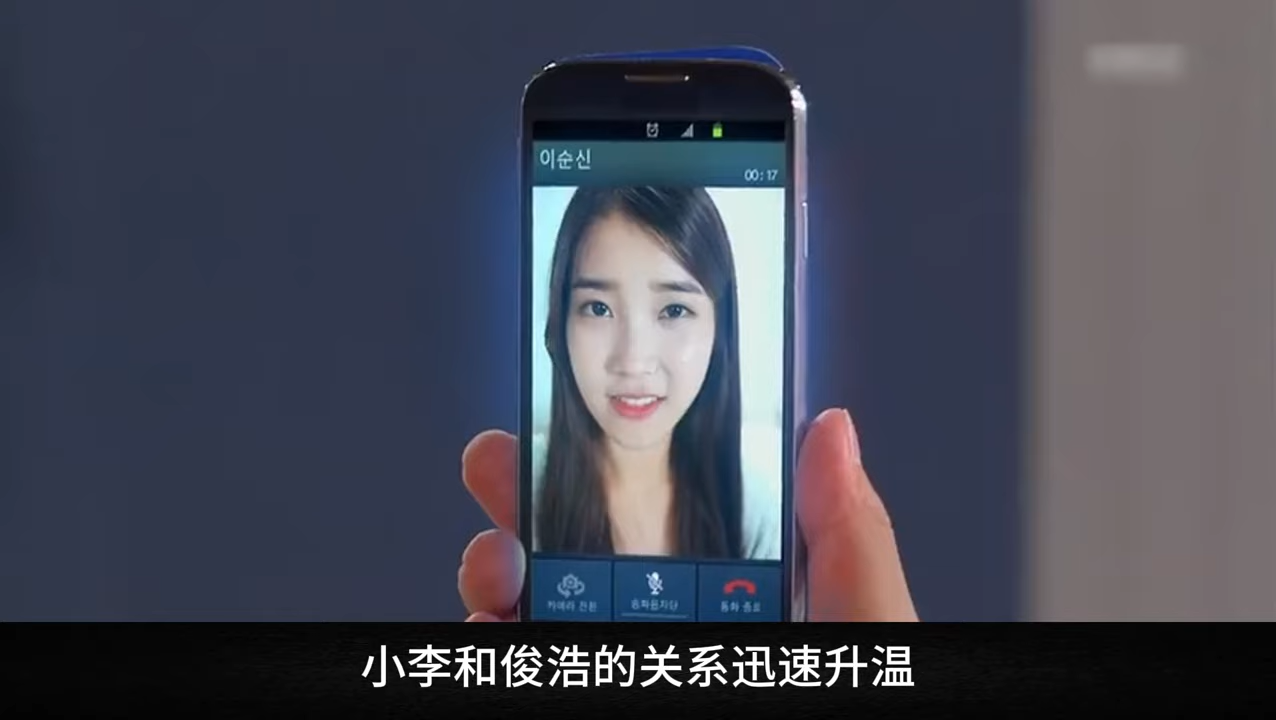 이순신
00:17
카메라 전환
송화음차단
통화 종료
小李和俊浩的关系迅速升温